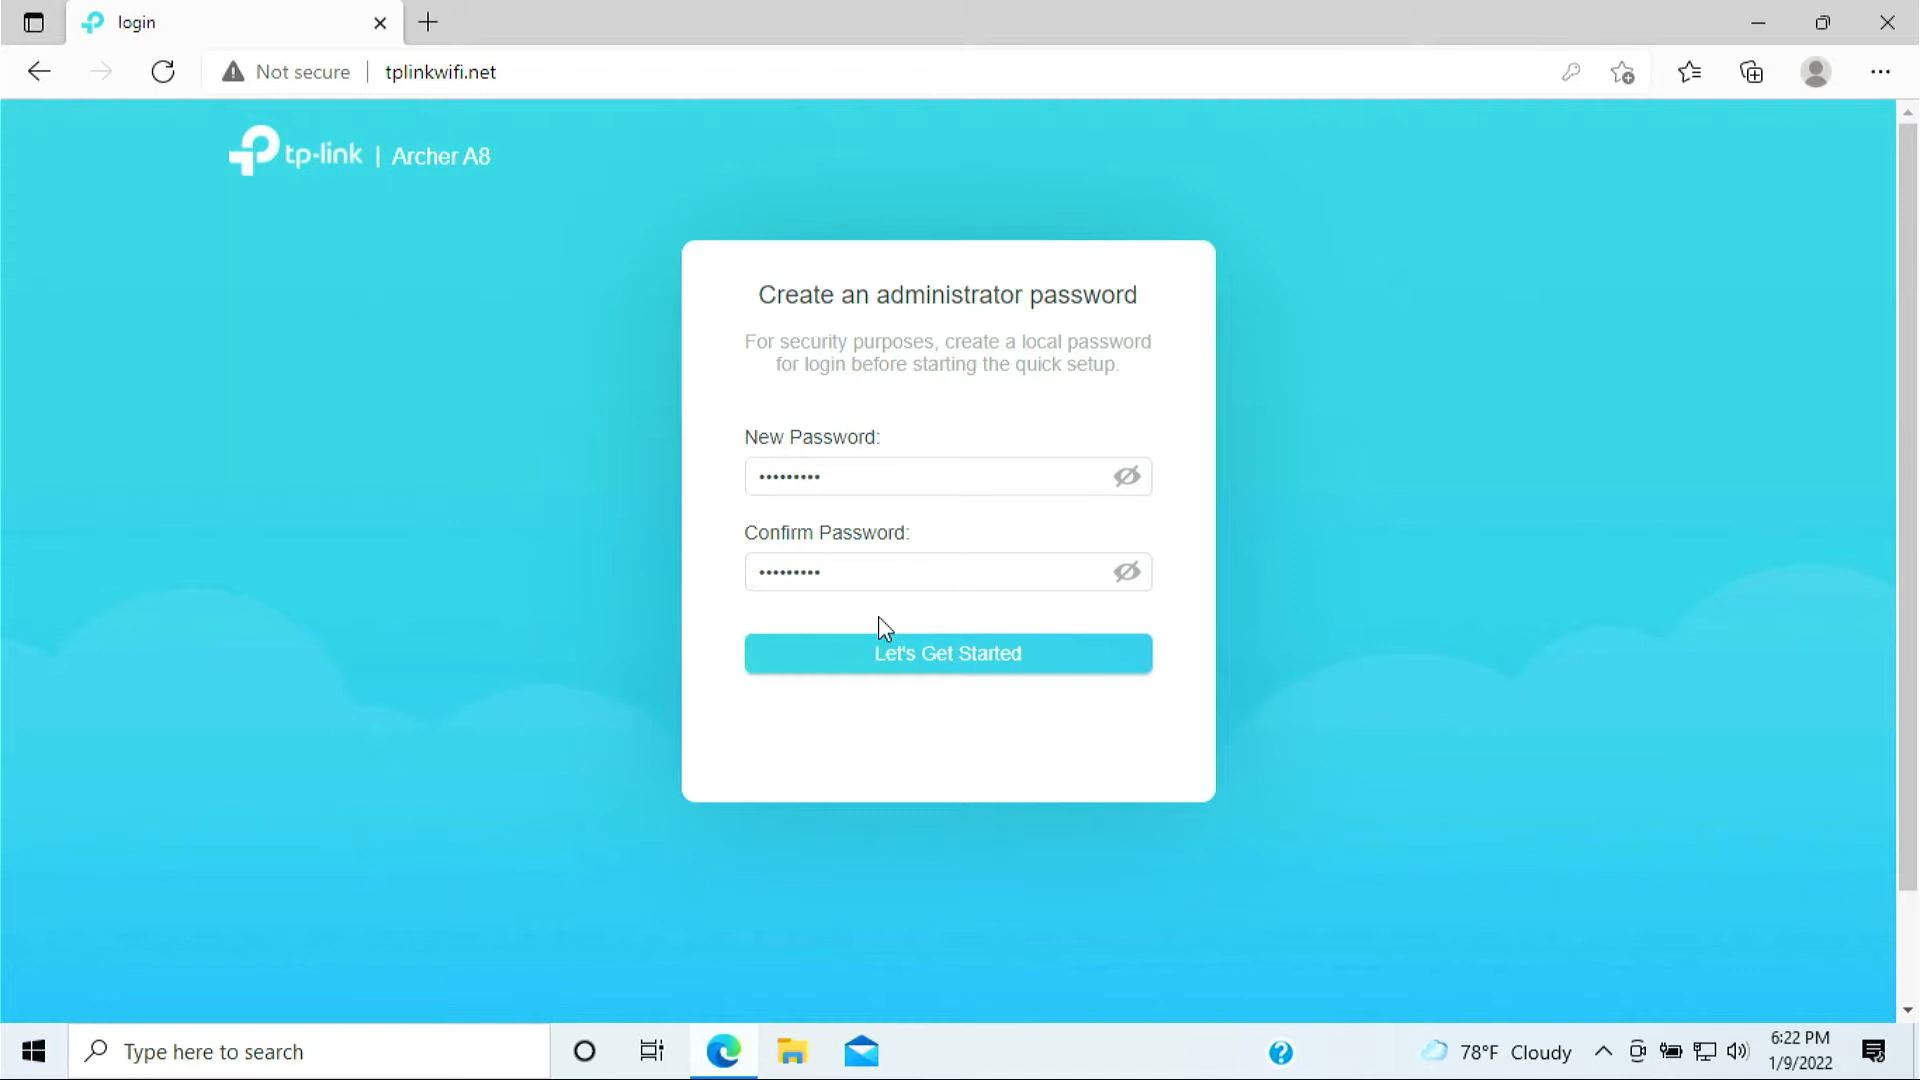 login
Not secure
tplinkwifi.net
tp-link | Archer A8
Create an administrator password
For security purposes, create a local password
for login before starting the quick setup.
New Password:
•••••••••
Confirm Password:
•••••••••
Let's Get Started
Type here to search
78°F Cloudy
6:22 PM
1/9/2022